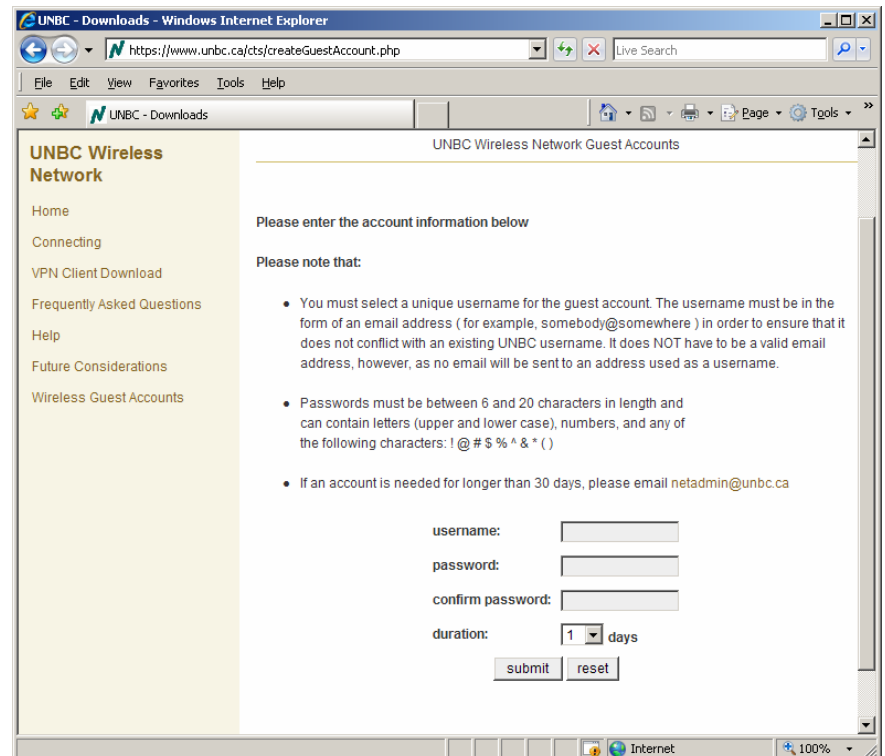 UNBC - Downloads - Windows Internet Explorer
https://www.unbc.ca/cts/createGuestAccount.php
Live Search
File Edit View Favorites Tools Help
UNBC - Downloads
Page Tools »
UNBC Wireless
Network
Home
Connecting
VPN Client Download
Frequently Asked Questions
Help
Future Considerations
Wireless Guest Accounts
UNBC Wireless Network Guest Accounts
Please enter the account information below
Please note that:
• You must select a unique username for the guest account. The username must be in the
form of an email address ( for example, somebody@somewhere ) in order to ensure that it
does not conflict with an existing UNBC username. It does NOT have to be a valid email
address, however, as no email will be sent to an address used as a username.
• Passwords must be between 6 and 20 characters in length and
can contain letters (upper and lower case), numbers, and any of
the following characters: ! @ # $ % ^ & * ( )
• If an account is needed for longer than 30 days, please email netadmin@unbc.ca
username:
password:
confirm password:
duration: 1 days
submit reset
Internet 100%